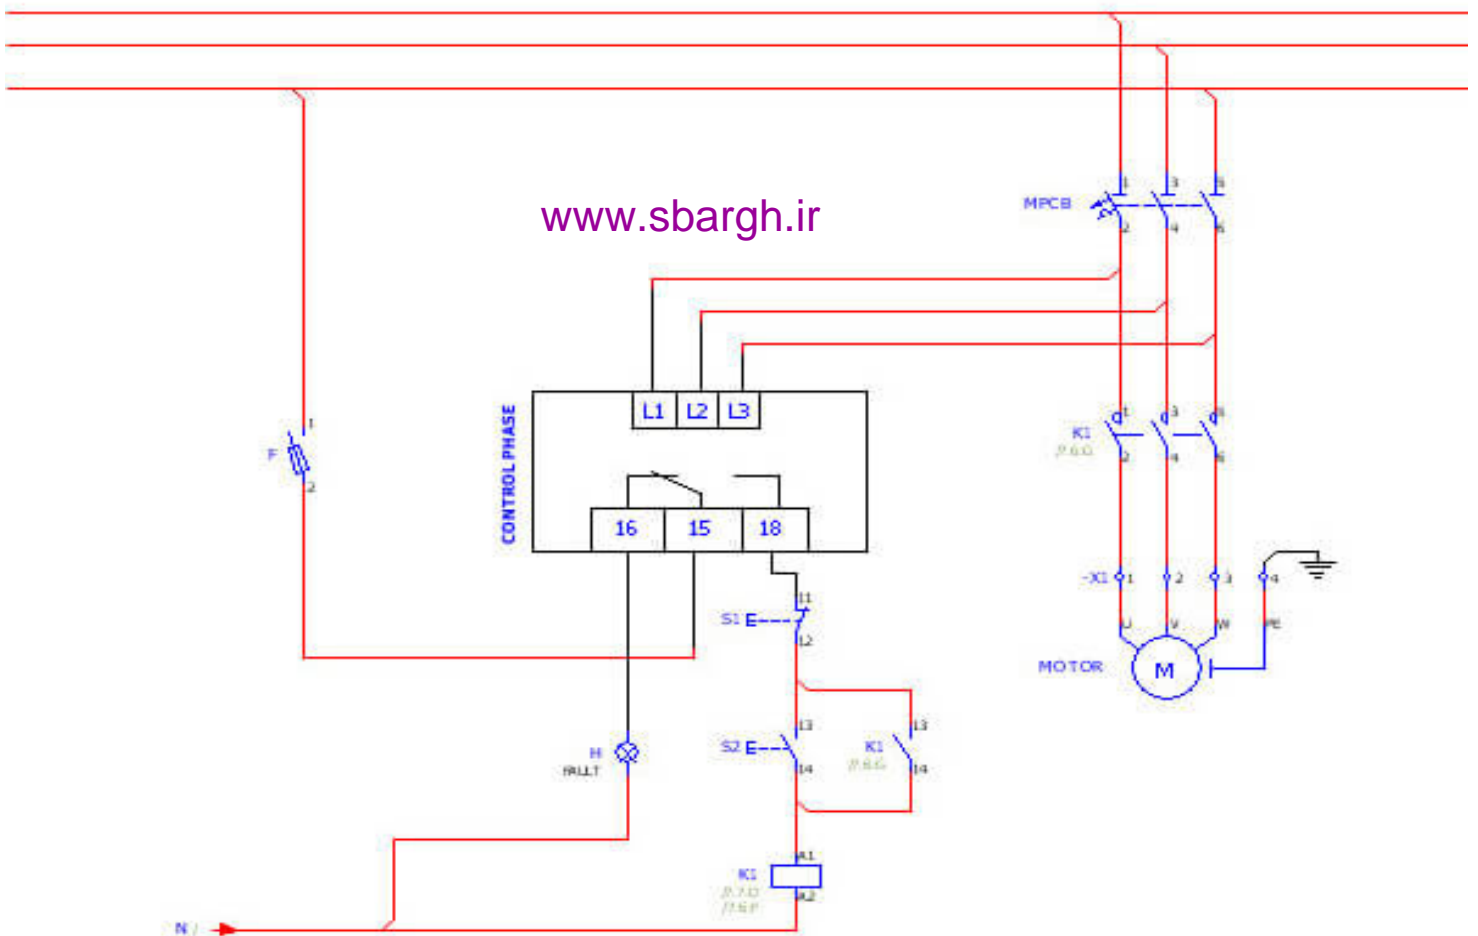 1 3 5
MPCB
2 4 6
www.sbargh.ir
CONTROL PHASE
L1 L2 L3
1
F
2
1 3 5
K1
2 4 6
16 15 18
-X1 1 2 3 4
11
S1
12
U V W PE
MOTOR
M
13 13
S2 K1
14 14
H
FAULT
A1
K1
A2
N /